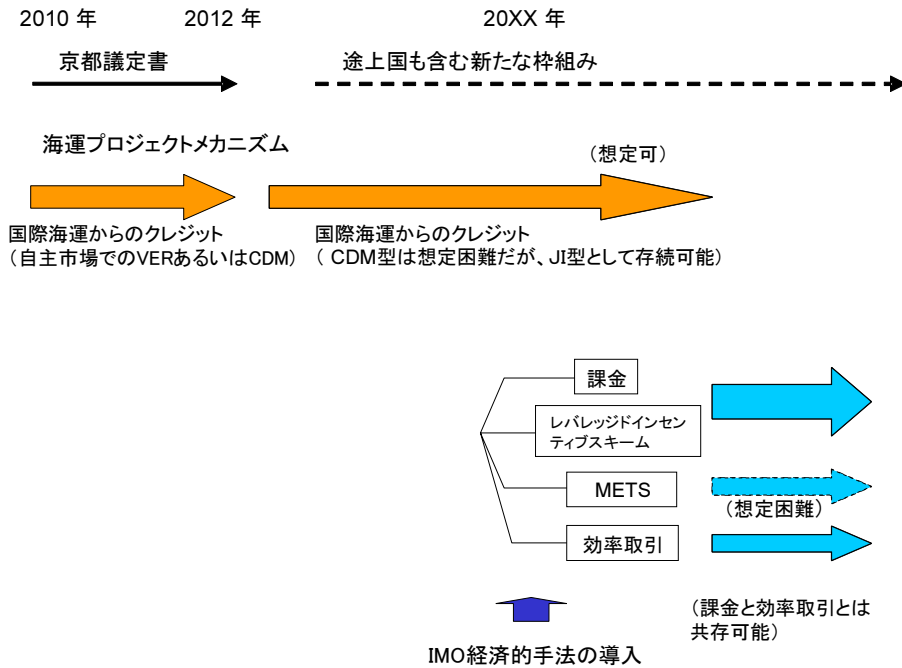 2010 年
2012 年
20XX 年
京都議定書
途上国も含む新たな枠組み
海運プロジェクトメカニズム
(想定可)
国際海運からのクレジット
(自主市場でのVERあるいはCDM)
国際海運からのクレジット
( CDM型は想定困難だが、JI型として存続可能)
課金
レバレッジドインセン
ティブスキーム
METS
(想定困難)
効率取引
(課金と効率取引とは
共存可能)
IMO経済的手法の導入